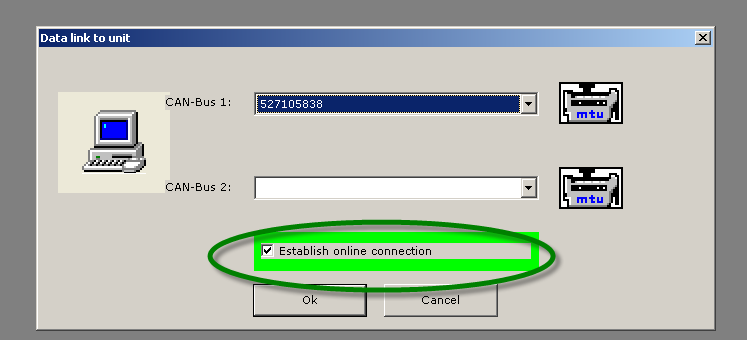 Data link to unit
CAN-Bus 1:
527105838
mtu
CAN-Bus 2:
mtu
Establish online connection
Ok
Cancel